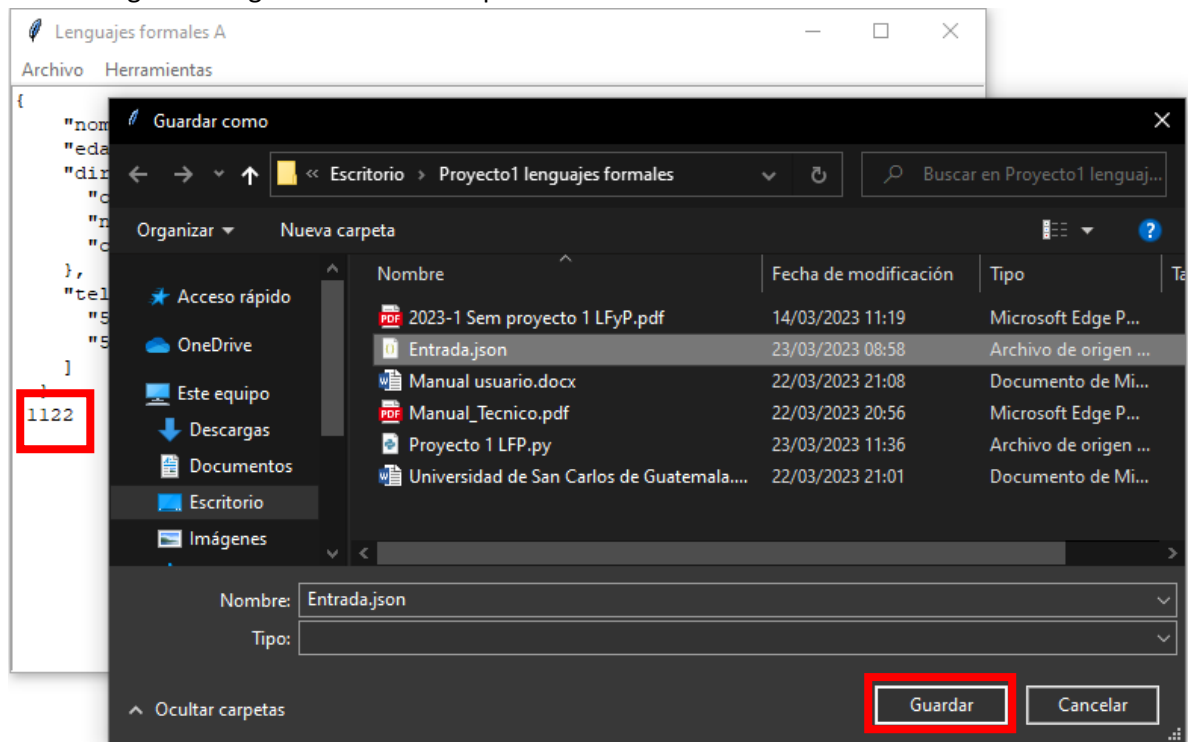 Lenguajes formales A
Archivo Herramientas
{
"nom
"eda
"dir
"c
"n
"c
},
"tel
"5
"5
]
}
1122
Guardar como
« Escritorio › Proyecto1 lenguajes formales
Buscar en Proyecto1 lenguaj...
Organizar Nueva carpeta
Acceso rápido
OneDrive
Este equipo
Descargas
Documentos
Escritorio
Imágenes
Nombre Fecha de modificación Tipo Ta
2023-1 Sem proyecto 1 LFyP.pdf 14/03/2023 11:19 Microsoft Edge P...
Entrada.json 23/03/2023 08:58 Archivo de origen ...
Manual usuario.docx 22/03/2023 21:08 Documento de Mi...
Manual_Tecnico.pdf 22/03/2023 20:56 Microsoft Edge P...
Proyecto 1 LFP.py 23/03/2023 11:36 Archivo de origen ...
Universidad de San Carlos de Guatemala.... 22/03/2023 21:01 Documento de Mi...
Nombre: Entrada.json
Tipo:
Ocultar carpetas
Guardar Cancelar